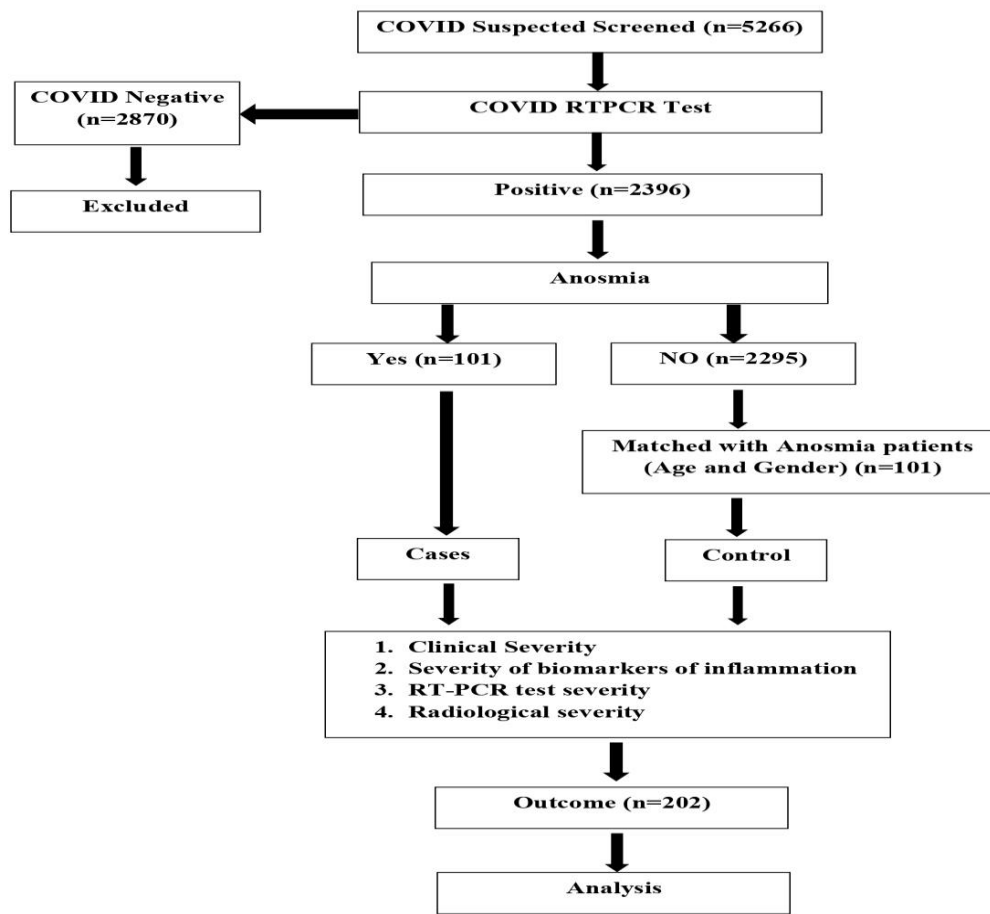 COVID Suspected Screened (n=5266)
COVID Negative
(n=2870)
COVID RTPCR Test
Excluded
Positive (n=2396)
Anosmia
Yes (n=101)
NO (n=2295)
Matched with Anosmia patients
(Age and Gender) (n=101)
Cases
Control
1. Clinical Severity
2. Severity of biomarkers of inflammation
3. RT-PCR test severity
4. Radiological severity
Outcome (n=202)
Analysis